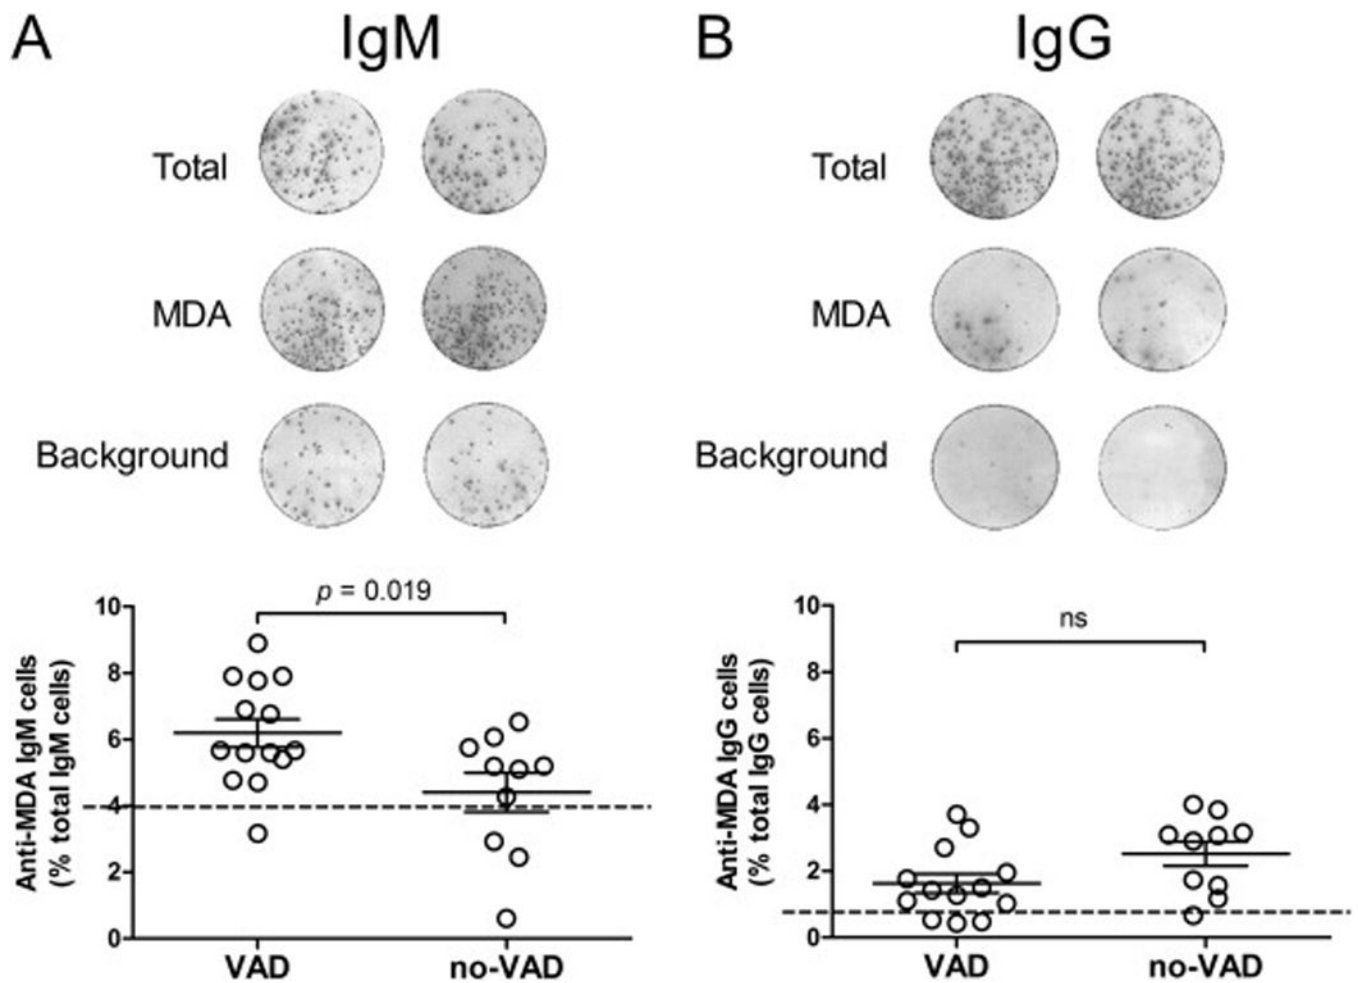 A IgM
Total
MDA
Background
p = 0.019
Anti-MDA IgM cells
(% total IgM cells)
10
8
6
4
2
0
VAD no-VAD
B IgG
Total
MDA
Background
ns
Anti-MDA IgG cells
(% total IgG cells)
10
8
6
4
2
0
VAD no-VAD